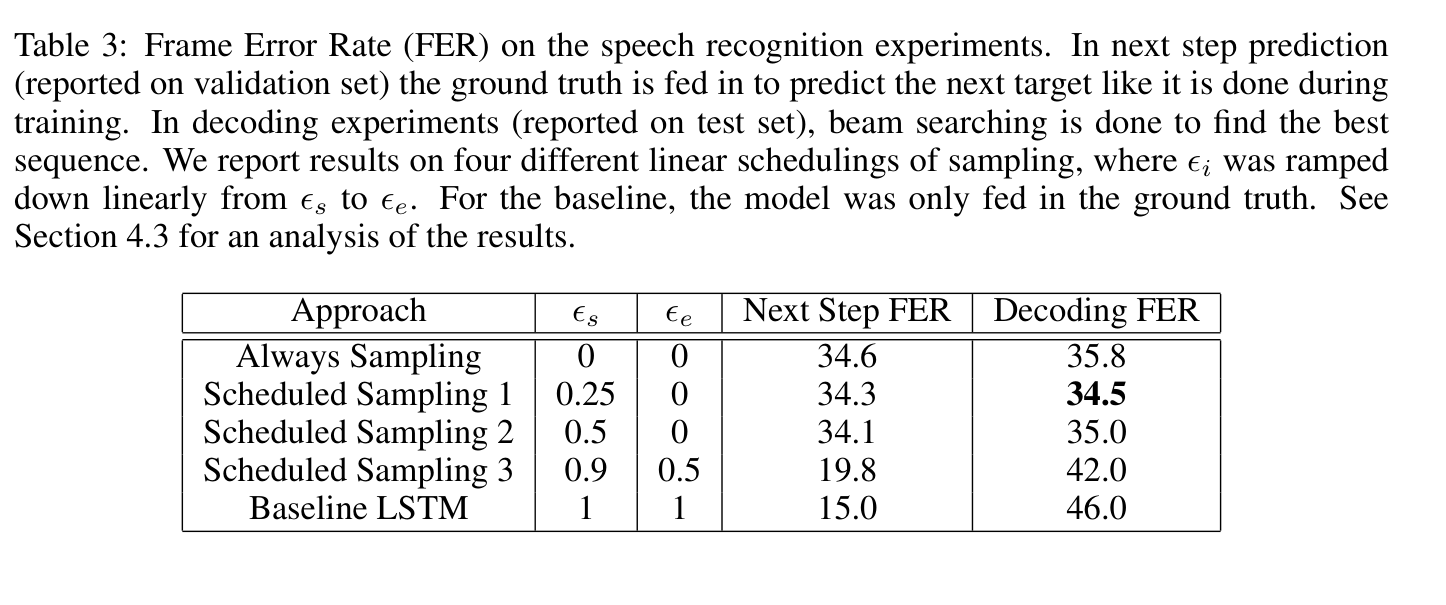 Table 3: Frame Error Rate (FER) on the speech recognition experiments. In next step prediction
(reported on validation set) the ground truth is fed in to predict the next target like it is done during
training. In decoding experiments (reported on test set), beam searching is done to find the best
sequence. We report results on four different linear schedulings of sampling, where ϵi was ramped
down linearly from ϵs to ϵe. For the baseline, the model was only fed in the ground truth. See
Section 4.3 for an analysis of the results.
Approach ϵs ϵe Next Step FER Decoding FER
Always Sampling 0 0 34.6 35.8
Scheduled Sampling 1 0.25 0 34.3 34.5
Scheduled Sampling 2 0.5 0 34.1 35.0
Scheduled Sampling 3 0.9 0.5 19.8 42.0
Baseline LSTM 1 1 15.0 46.0